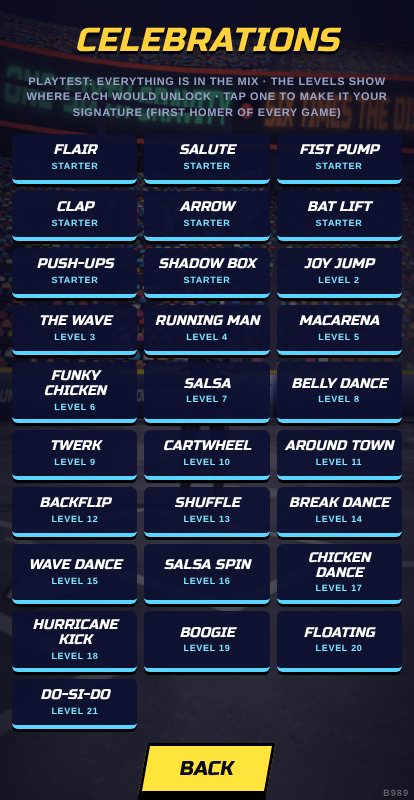 CELEBRATIONS
PLAYTEST: EVERYTHING IS IN THE MIX · THE LEVELS SHOW
WHERE EACH WOULD UNLOCK · TAP ONE TO MAKE IT YOUR
SIGNATURE (FIRST HOMER OF EVERY GAME)
FLAIR
STARTER
SALUTE
STARTER
FIST PUMP
STARTER
CLAP
STARTER
ARROW
STARTER
BAT LIFT
STARTER
PUSH-UPS
STARTER
SHADOW BOX
STARTER
JOY JUMP
LEVEL 2
THE WAVE
LEVEL 3
RUNNING MAN
LEVEL 4
MACARENA
LEVEL 5
FUNKY
CHICKEN
LEVEL 6
SALSA
LEVEL 7
BELLY DANCE
LEVEL 8
TWERK
LEVEL 9
CARTWHEEL
LEVEL 10
AROUND TOWN
LEVEL 11
BACKFLIP
LEVEL 12
SHUFFLE
LEVEL 13
BREAK DANCE
LEVEL 14
WAVE DANCE
LEVEL 15
SALSA SPIN
LEVEL 16
CHICKEN
DANCE
LEVEL 17
HURRICANE
KICK
LEVEL 18
BOOGIE
LEVEL 19
FLOATING
LEVEL 20
DO-SI-DO
LEVEL 21
BACK
B989